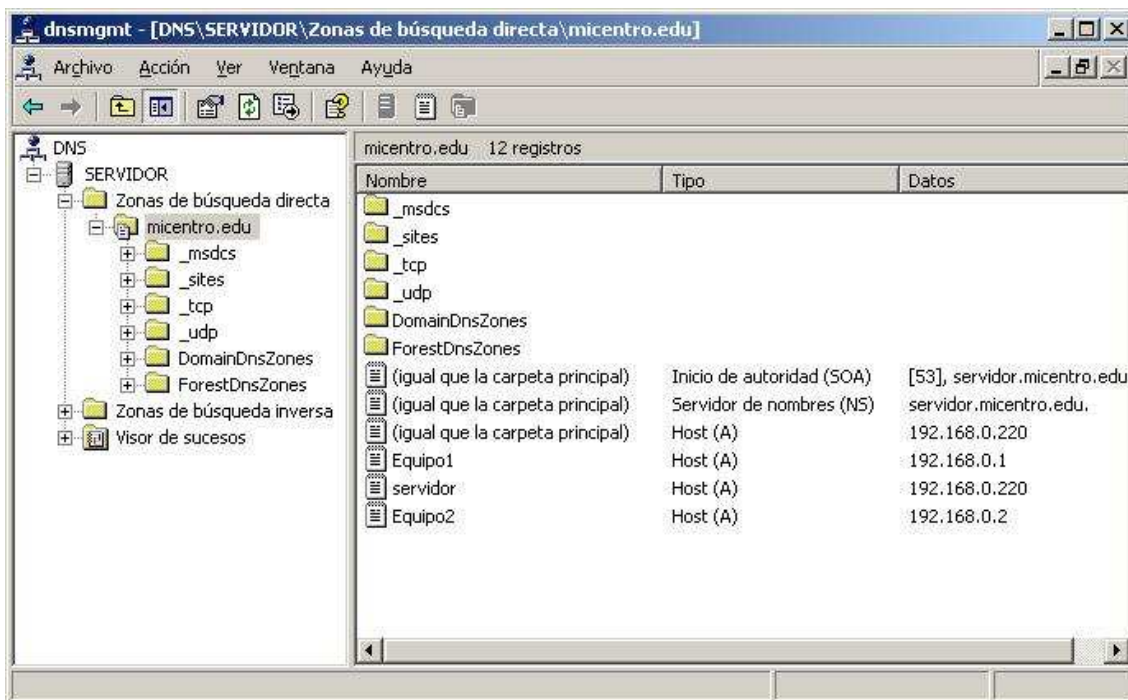 dnsmgmt - [DNS\SERVIDOR\Zonas de búsqueda directa\micentro.edu]
Archivo Acción Ver Ventana Ayuda
DNS
SERVIDOR
Zonas de búsqueda directa
micentro.edu
_msdcs
_sites
_tcp
_udp
DomainDnsZones
ForestDnsZones
Zonas de búsqueda inversa
Visor de sucesos
micentro.edu 12 registros
Nombre Tipo Datos
_msdcs
_sites
_tcp
_udp
DomainDnsZones
ForestDnsZones
(igual que la carpeta principal) Inicio de autoridad (SOA) [53], servidor.micentro.edu
(igual que la carpeta principal) Servidor de nombres (NS) servidor.micentro.edu.
(igual que la carpeta principal) Host (A) 192.168.0.220
Equipo1 Host (A) 192.168.0.1
servidor Host (A) 192.168.0.220
Equipo2 Host (A) 192.168.0.2